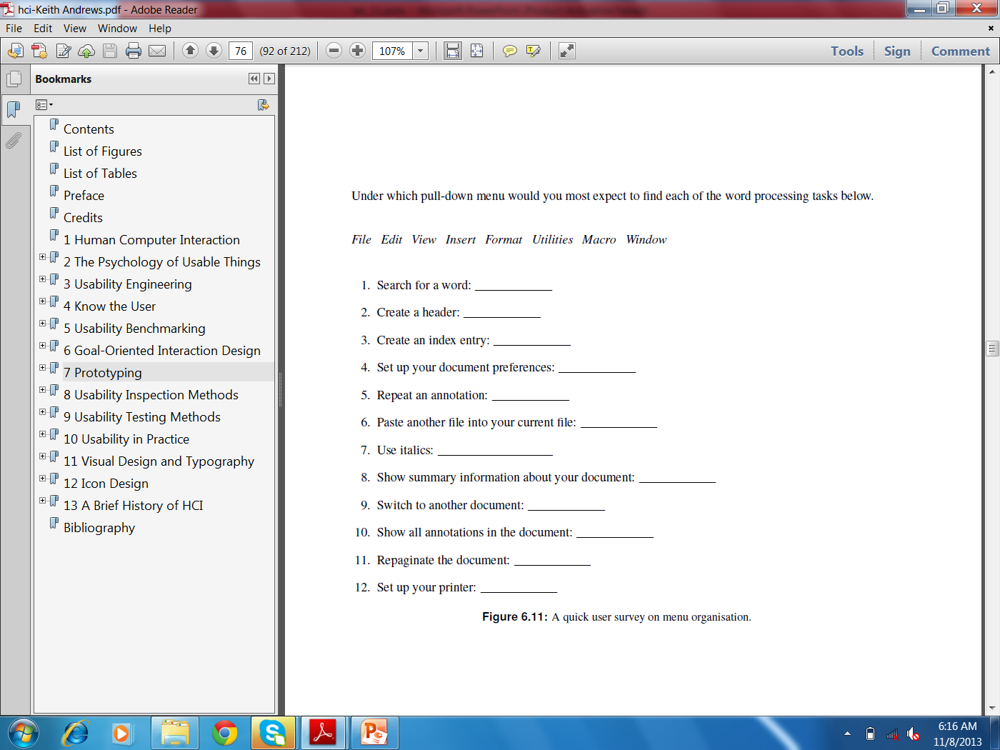 hci-Keith Andrews.pdf - Adobe Reader
File Edit View Window Help
76 (92 of 212) 107% Tools Sign Comment
Bookmarks
Contents
List of Figures
List of Tables
Preface
Credits
1 Human Computer Interaction
2 The Psychology of Usable Things
3 Usability Engineering
4 Know the User
5 Usability Benchmarking
6 Goal-Oriented Interaction Design
7 Prototyping
8 Usability Inspection Methods
9 Usability Testing Methods
10 Usability in Practice
11 Visual Design and Typography
12 Icon Design
13 A Brief History of HCI
Bibliography
Under which pull-down menu would you most expect to find each of the word processing tasks below.
File Edit View Insert Format Utilities Macro Window
1. Search for a word: ____________
2. Create a header: ____________
3. Create an index entry: ____________
4. Set up your document preferences: ____________
5. Repeat an annotation: ____________
6. Paste another file into your current file: ____________
7. Use italics: __________________
8. Show summary information about your document: ____________
9. Switch to another document: ____________
10. Show all annotations in the document: ____________
11. Repaginate the document: ____________
12. Set up your printer: ____________
Figure 6.11: A quick user survey on menu organisation.
6:16 AM
11/8/2013